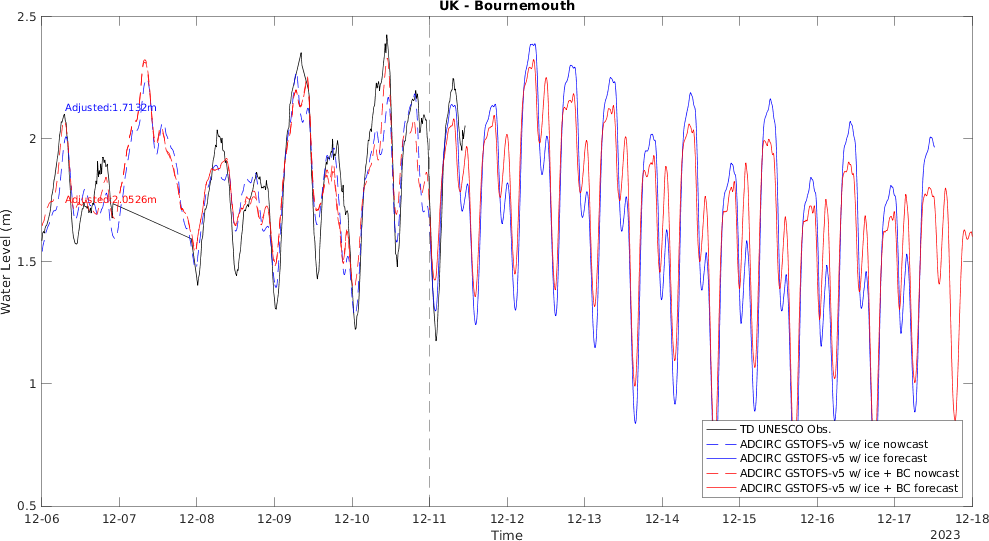 UK - Bournemouth
2.5
2
1.5
1
0.5
Water Level (m)
Adjusted:1.7132m
Adjusted:2.0526m
TD UNESCO Obs.
ADCIRC GSTOFS-v5 w/ ice nowcast
ADCIRC GSTOFS-v5 w/ ice forecast
ADCIRC GSTOFS-v5 w/ ice + BC nowcast
ADCIRC GSTOFS-v5 w/ ice + BC forecast
12-06 12-07 12-08 12-09 12-10 12-11 12-12 12-13 12-14 12-15 12-16 12-17 12-18
Time
2023